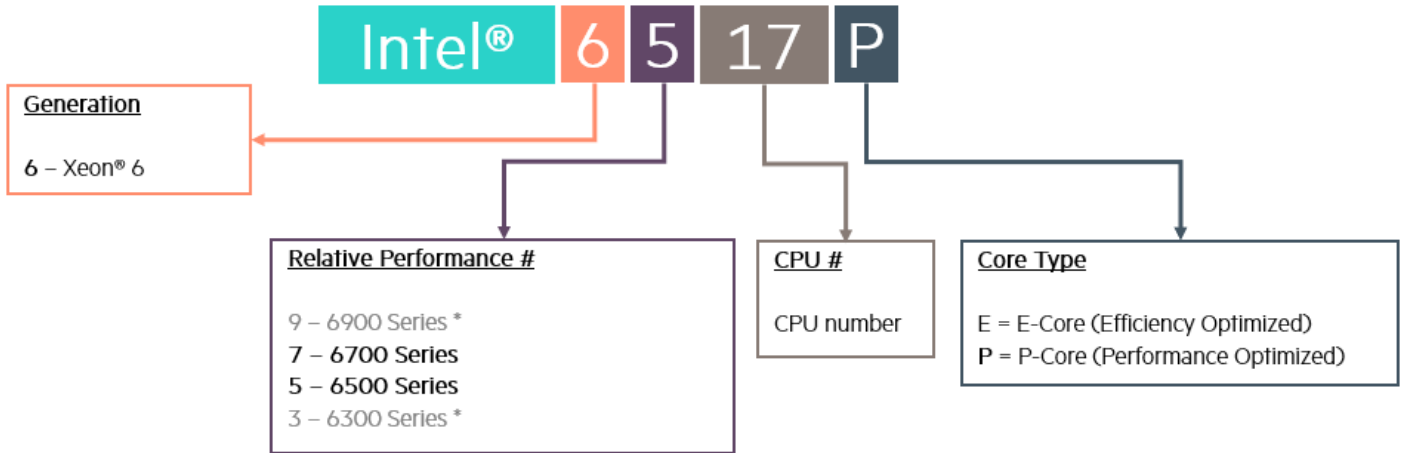 Intel® 6 5 17 P
Generation
6 – Xeon® 6
Relative Performance #
9 – 6900 Series *
7 – 6700 Series
5 – 6500 Series
3 – 6300 Series *
CPU #
CPU number
Core Type
E = E-Core (Efficiency Optimized)
P = P-Core (Performance Optimized)